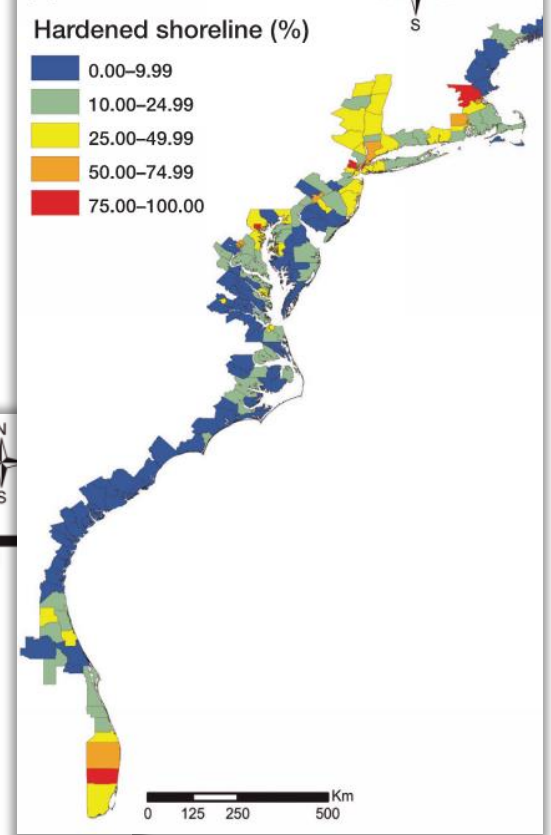 S
Hardened shoreline (%)
0.00–9.99
10.00–24.99
25.00–49.99
50.00–74.99
75.00–100.00
N
S
Km
0 125 250 500